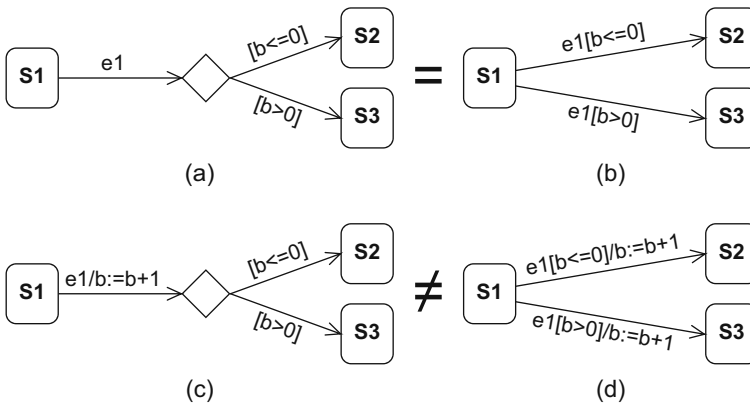 S1
e1
[b<=0]
[b>0]
S2
S3
=
S1
e1[b<=0]
e1[b>0]
S2
S3
(a)
(b)
S1
e1/b:=b+1
[b<=0]
[b>0]
S2
S3
≠
S1
e1[b<=0]/b:=b+1
e1[b>0]/b:=b+1
S2
S3
(c)
(d)